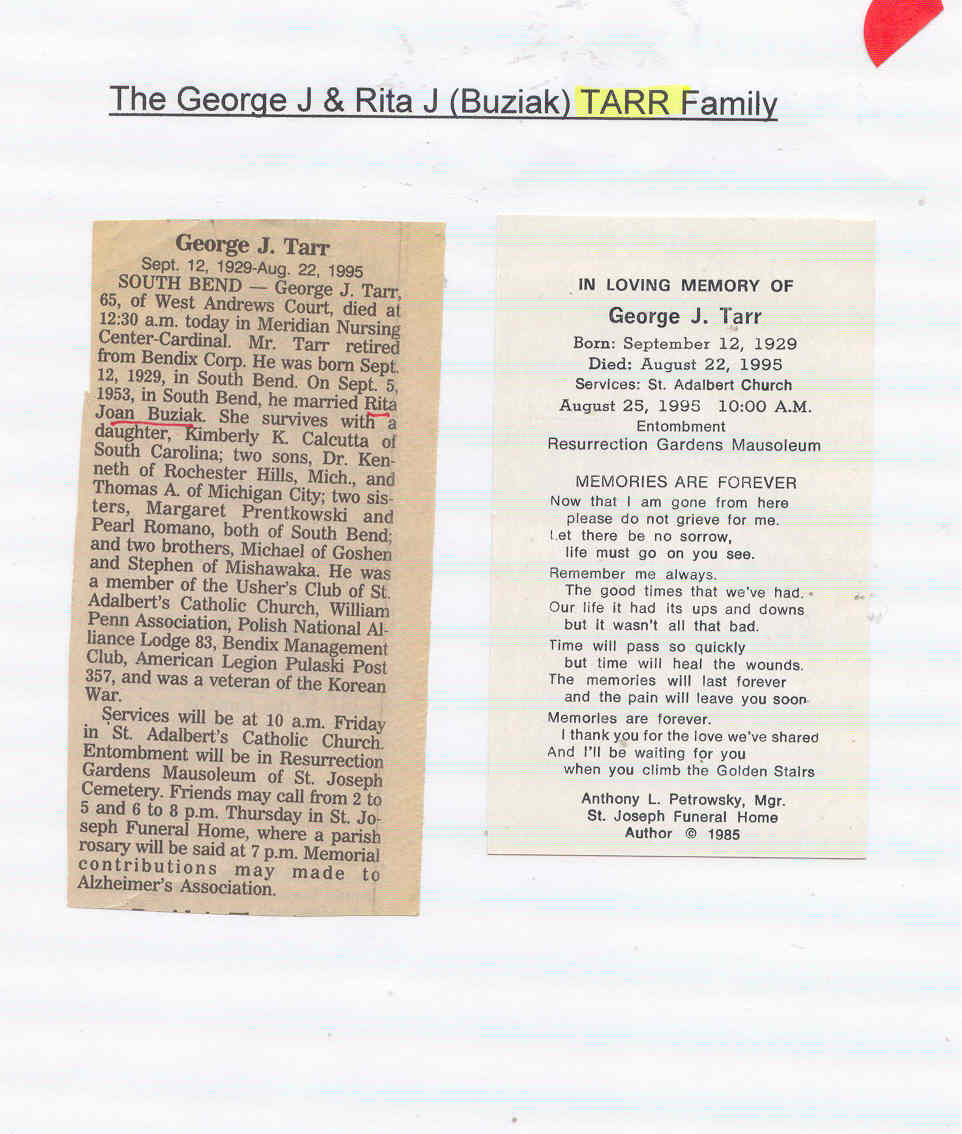 The George J & Rita J (Buziak) TARR Family
George J. Tarr
Sept. 12, 1929-Aug. 22, 1995
SOUTH BEND — George J. Tarr,
65, of West Andrews Court, died at
12:30 a.m. today in Meridian Nursing
Center-Cardinal. Mr. Tarr retired
from Bendix Corp. He was born Sept.
12, 1929, in South Bend. On Sept. 5,
1953, in South Bend, he married Rita
Joan Buziak. She survives with a
daughter, Kimberly K. Calcutta of
South Carolina; two sons, Dr. Ken-
neth of Rochester Hills, Mich., and
Thomas A. of Michigan City; two sis-
ters, Margaret Prentkowski and
Pearl Romano, both of South Bend;
and two brothers, Michael of Goshen
and Stephen of Mishawaka. He was
a member of the Usher's Club of St.
Adalbert's Catholic Church, William
Penn Association, Polish National Al-
liance Lodge 83, Bendix Management
Club, American Legion Pulaski Post
357, and was a veteran of the Korean
War.
Services will be at 10 a.m. Friday
in St. Adalbert's Catholic Church.
Entombment will be in Resurrection
Gardens Mausoleum of St. Joseph
Cemetery. Friends may call from 2 to
5 and 6 to 8 p.m. Thursday in St. Jo-
seph Funeral Home, where a parish
rosary will be said at 7 p.m. Memorial
contributions may made to
Alzheimer's Association.
IN LOVING MEMORY OF
George J. Tarr
Born: September 12, 1929
Died: August 22, 1995
Services: St. Adalbert Church
August 25, 1995 10:00 A.M.
Entombment
Resurrection Gardens Mausoleum
MEMORIES ARE FOREVER
Now that I am gone from here
please do not grieve for me.
Let there be no sorrow,
life must go on you see.
Remember me always.
The good times that we've had.
Our life it had its ups and downs
but it wasn't all that bad.
Time will pass so quickly
but time will heal the wounds.
The memories will last forever
and the pain will leave you soon.
Memories are forever.
I thank you for the love we've shared
And I'll be waiting for you
when you climb the Golden Stairs
Anthony L. Petrowsky, Mgr.
St. Joseph Funeral Home
Author © 1985